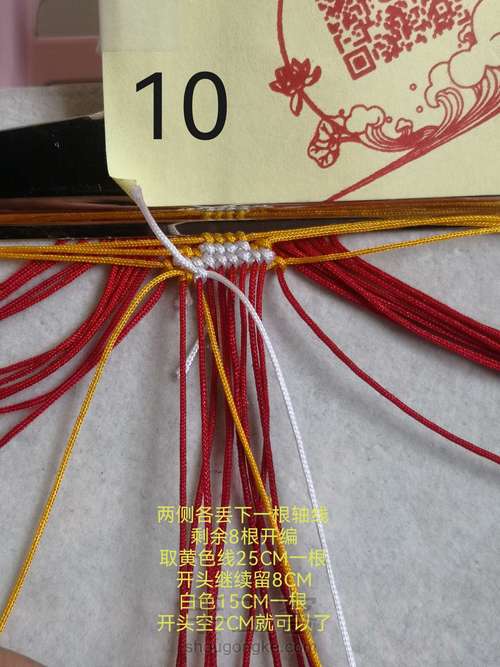 10
两侧各丢下一根轴线
剩余8根开编
取黄色线25CM一根
开头继续留8CM
白色15CM一根
开头空2CM就可以了
shougongke.com